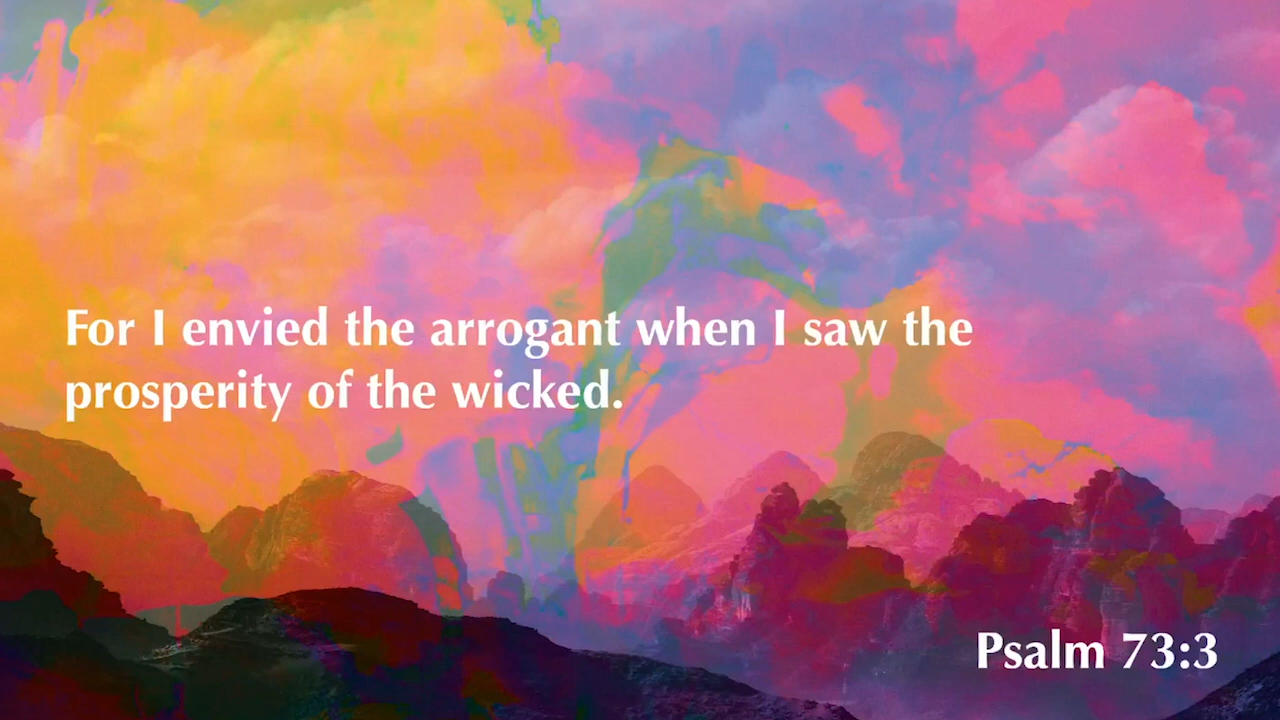 For I envied the arrogant when I saw the
prosperity of the wicked.
Psalm 73:3